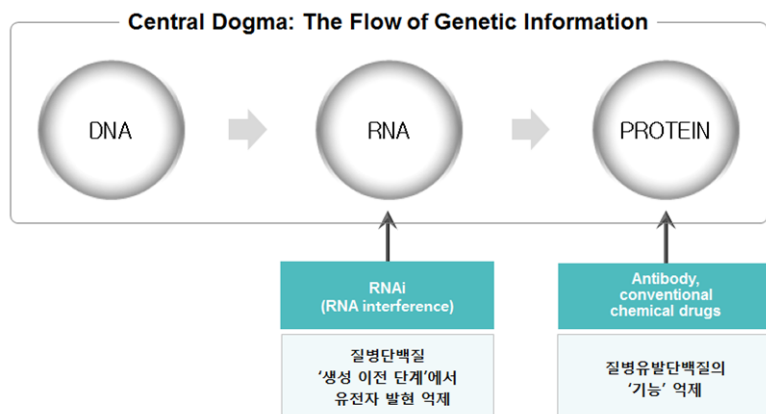 Central Dogma: The Flow of Genetic Information
DNA
RNA
PROTEIN
RNAi
(RNA interference)
Antibody,
conventional
chemical drugs
질병단백질
‘생성 이전 단계’에서
유전자 발현 억제
질병유발단백질의
‘기능’ 억제